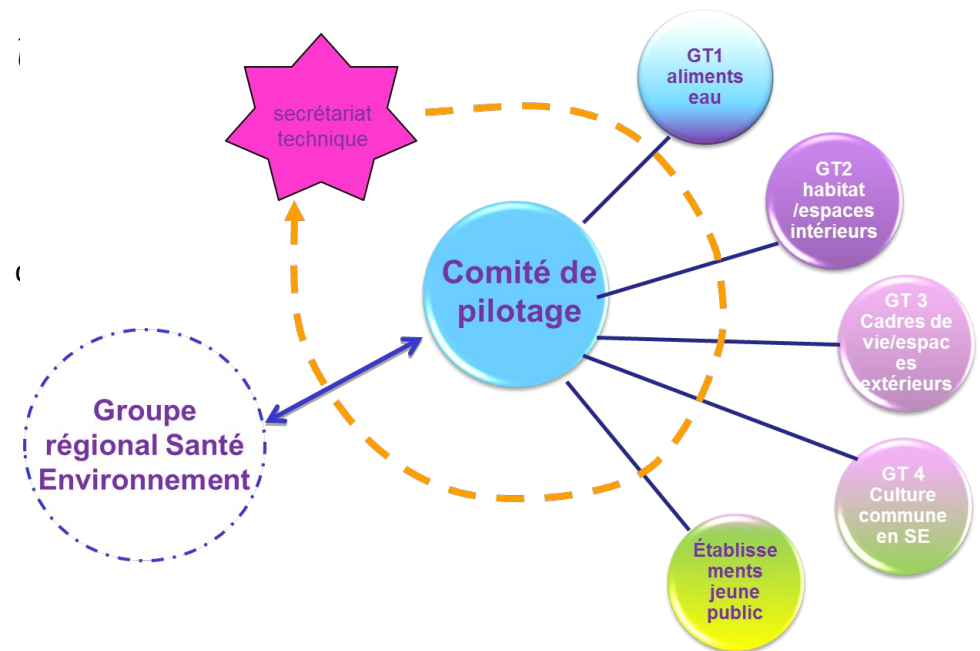 secrétariat
technique
GT1
aliments
eau
GT2
habitat
/espaces
intérieurs
Comité de
pilotage
GT 3
Cadres de
vie/espac
es
extérieurs
Groupe
régional Santé
Environnement
GT 4
Culture
commune
en SE
Établisse
ments
jeune
public